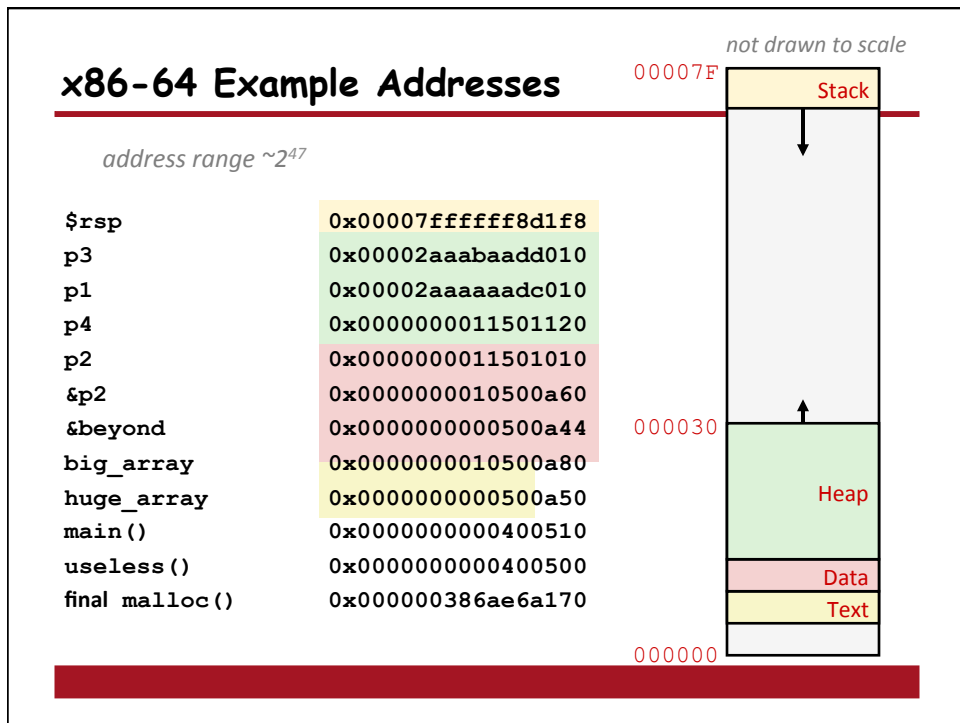 not drawn to scale
x86-64 Example Addresses
00007F
Stack
address range ~2^47
$rsp 0x00007ffffff8d1f8
p3 0x00002aaabaadd010
p1 0x00002aaaaaadc010
p4 0x0000000011501120
p2 0x0000000011501010
&p2 0x0000000010500a60
&beyond 0x0000000000500a44
000030
big_array 0x0000000010500a80
huge_array 0x0000000000500a50
Heap
main() 0x0000000000400510
useless() 0x0000000000400500
Data
final malloc() 0x000000386ae6a170
Text
000000